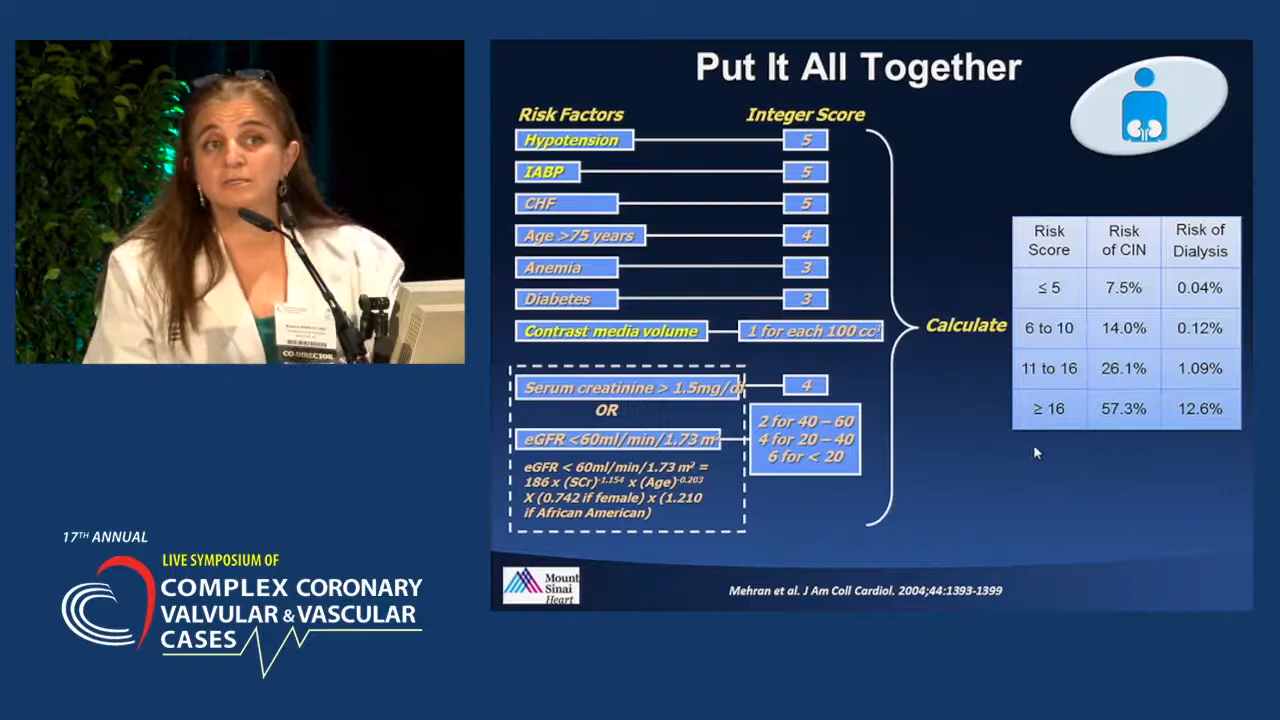 Put It All Together
Risk Factors
Integer Score
Hypotension
5
IABP
5
CHF
5
Age >75 years
4
Anemia
3
Diabetes
3
Contrast media volume
1 for each 100 cc³
Calculate
Serum creatinine > 1.5mg/dl
4
OR
eGFR <60ml/min/1.73 m²
2 for 40 – 60
4 for 20 – 40
6 for < 20
eGFR < 60ml/min/1.73 m² =
186 x (SCr)-1.154 x (Age)-0.203
X (0.742 if female) x (1.210
if African American)
Risk Score
Risk of CIN
Risk of Dialysis
≤ 5
7.5%
0.04%
6 to 10
14.0%
0.12%
11 to 16
26.1%
1.09%
≥ 16
57.3%
12.6%
Mount
Sinai
Heart
Mehran et al. J Am Coll Cardiol. 2004;44:1393-1399
CO-DIRECTOR
17TH ANNUAL
LIVE SYMPOSIUM OF
COMPLEX CORONARY
VALVULAR & VASCULAR
CASES